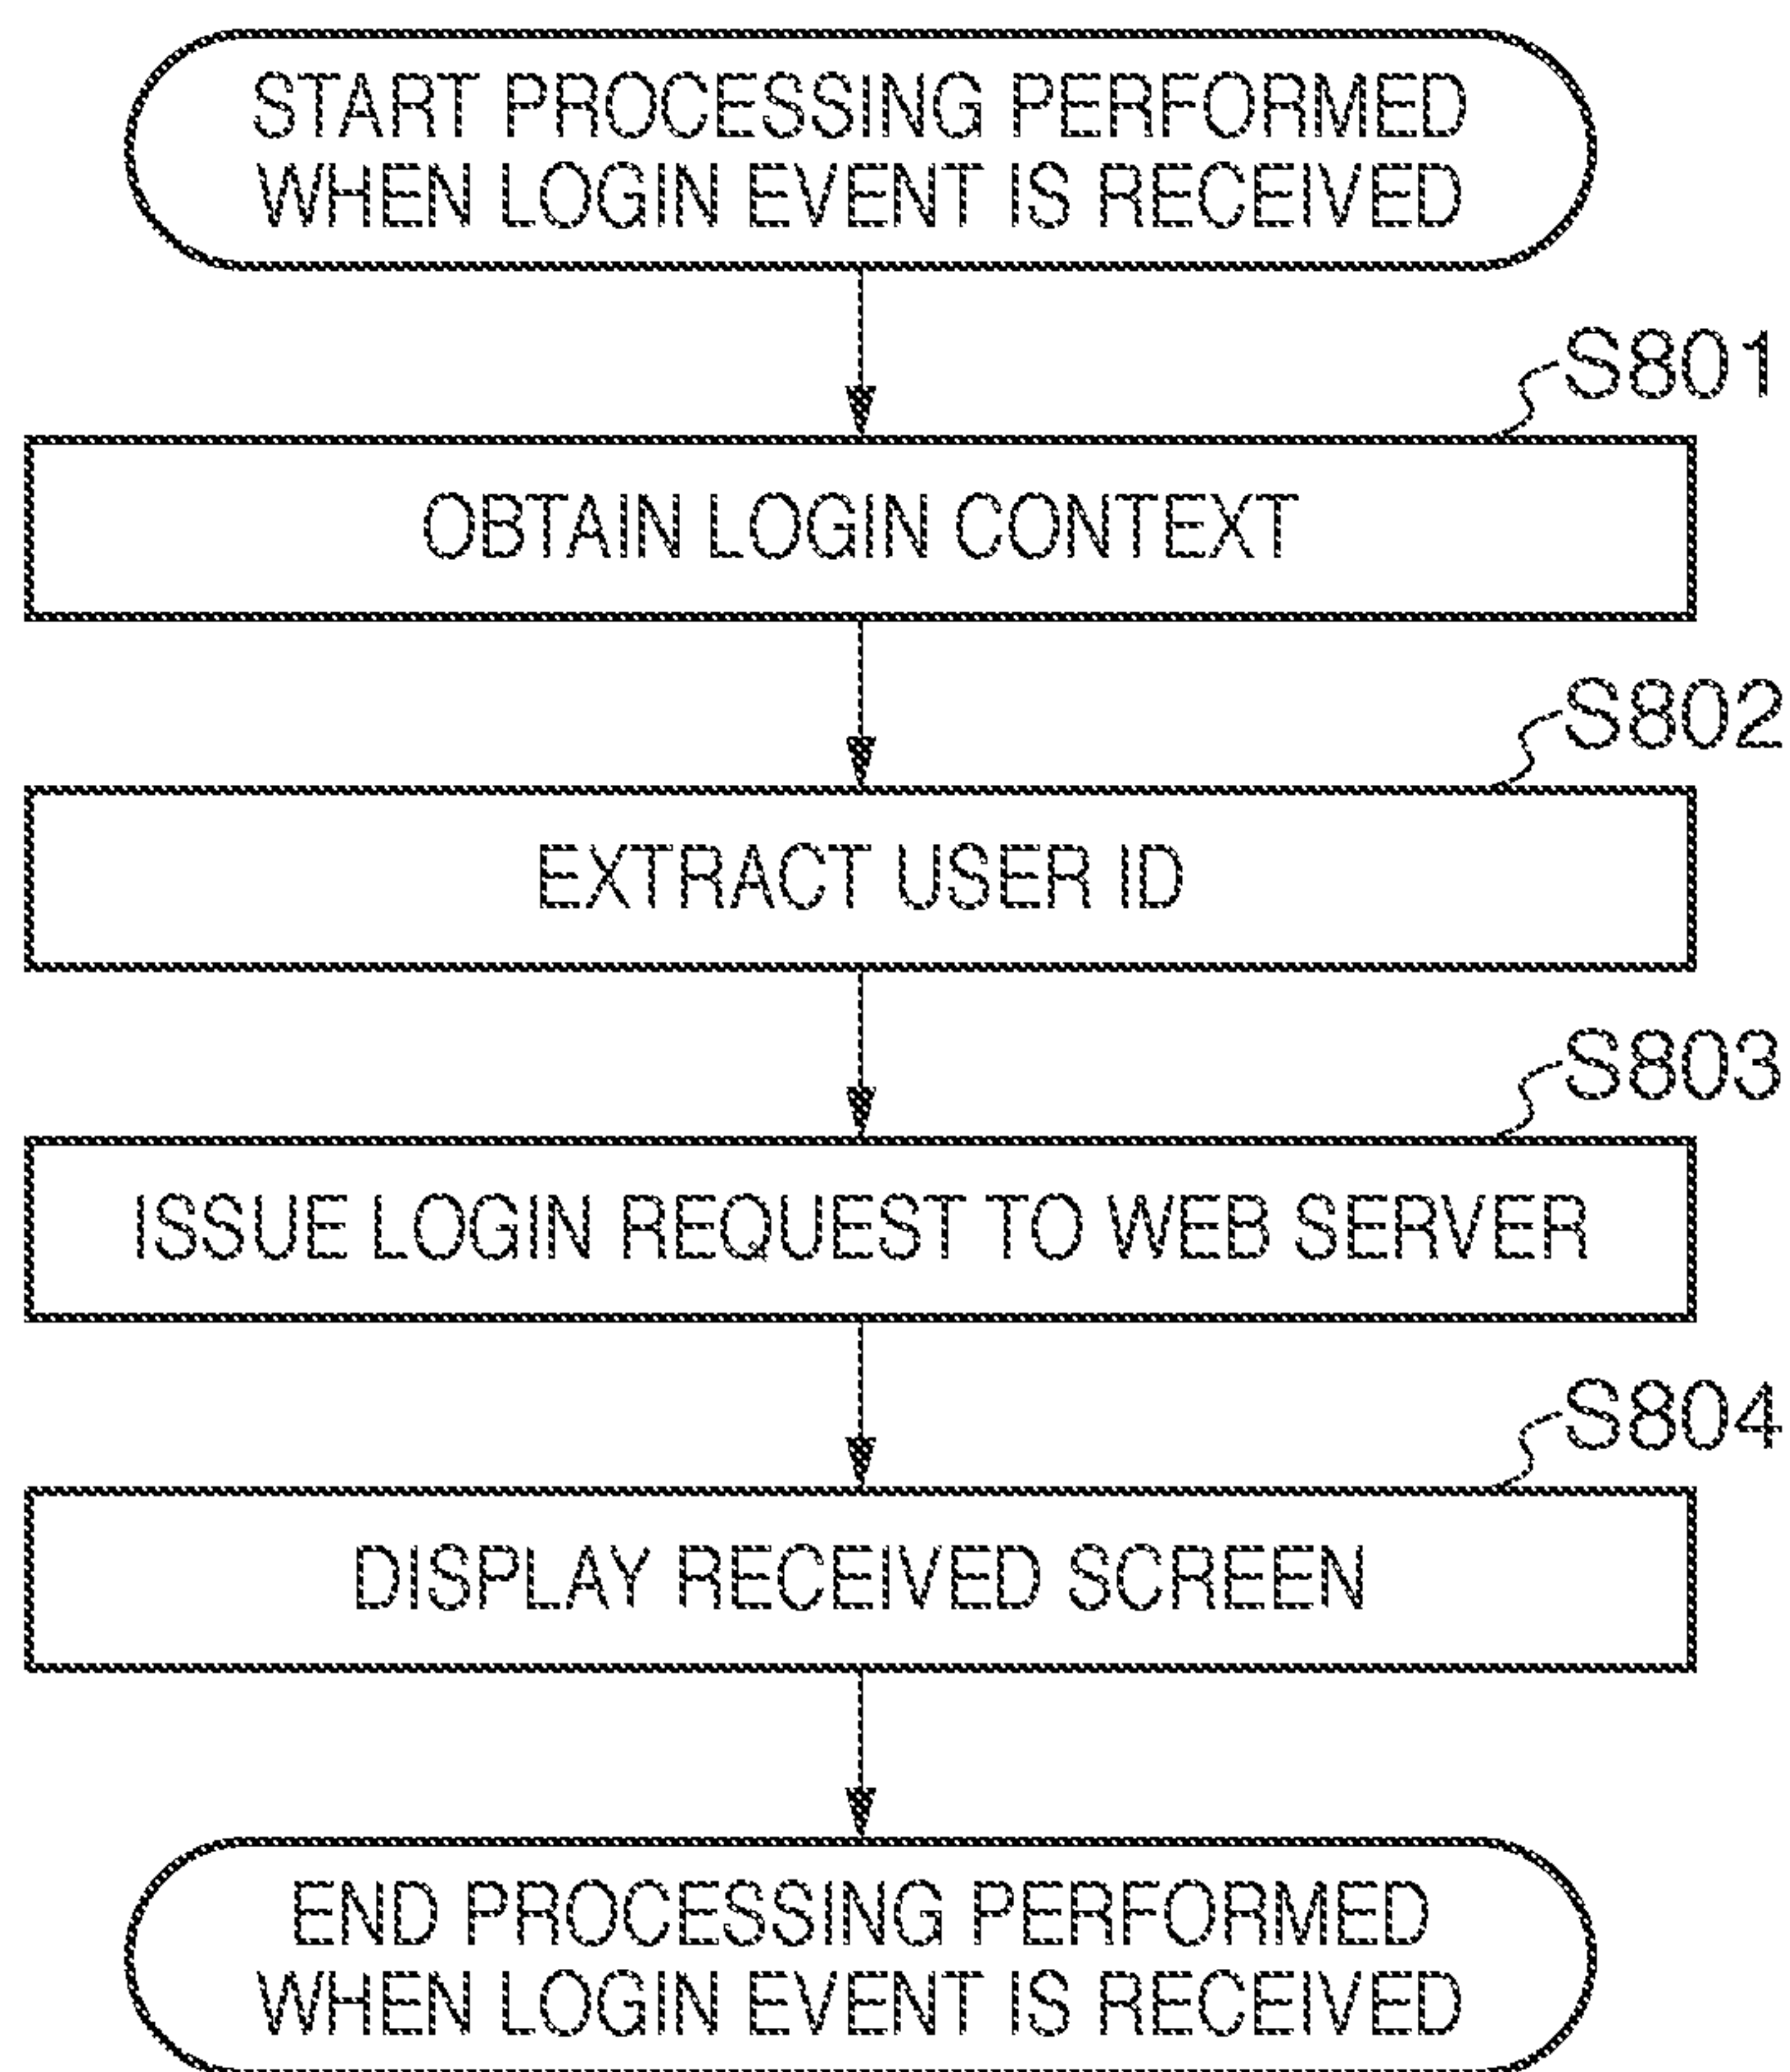 START PROCESSING PERFORMED
WHEN LOGIN EVENT IS RECEIVED
S801
OBTAIN LOGIN CONTEXT
S802
EXTRACT USER ID
S803
ISSUE LOGIN REQUEST TO WEB SERVER
S804
DISPLAY RECEIVED SCREEN
END PROCESSING PERFORMED
WHEN LOGIN EVENT IS RECEIVED